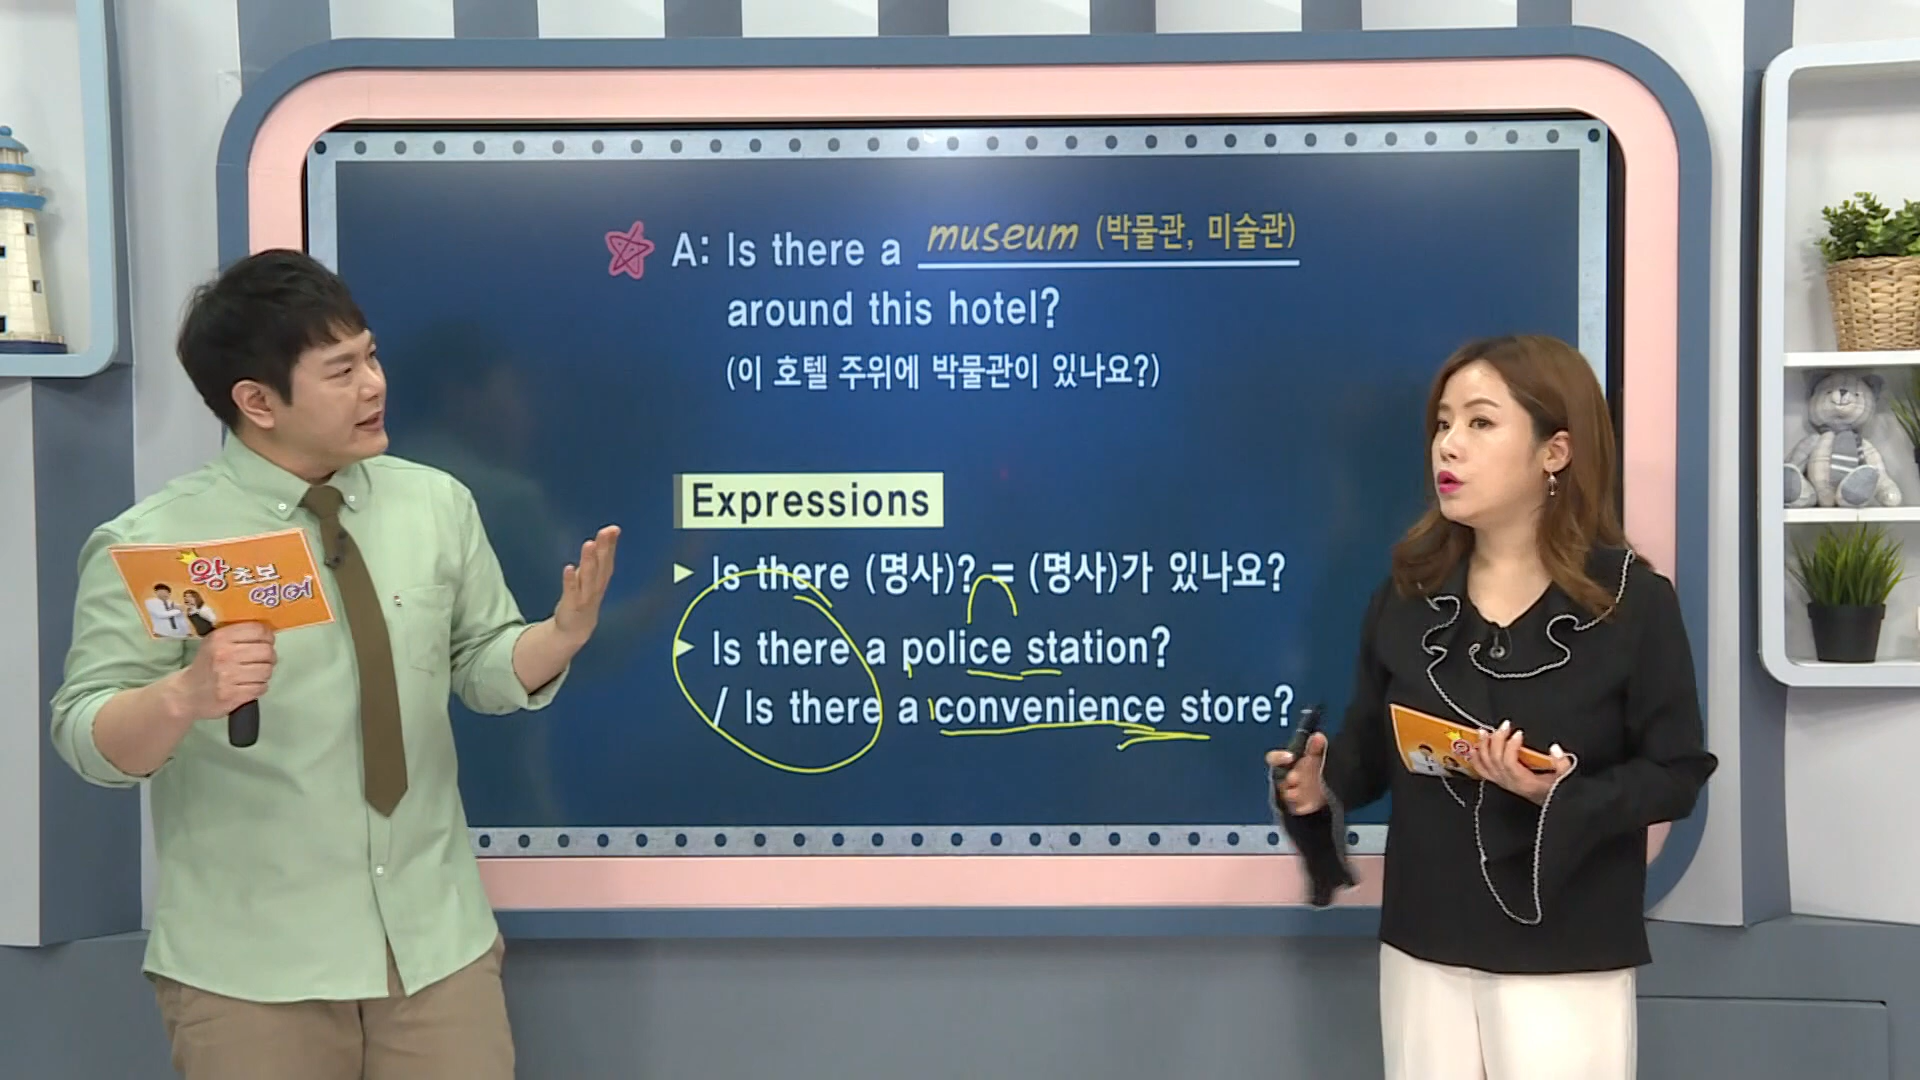 A: Is there a museum (박물관, 미술관)
around this hotel?
(이 호텔 주위에 박물관이 있나요?)
Expressions
▶ Is there (명사)? = (명사)가 있나요?
▶ Is there a police station?
/ Is there a convenience store?
왕초보
영어